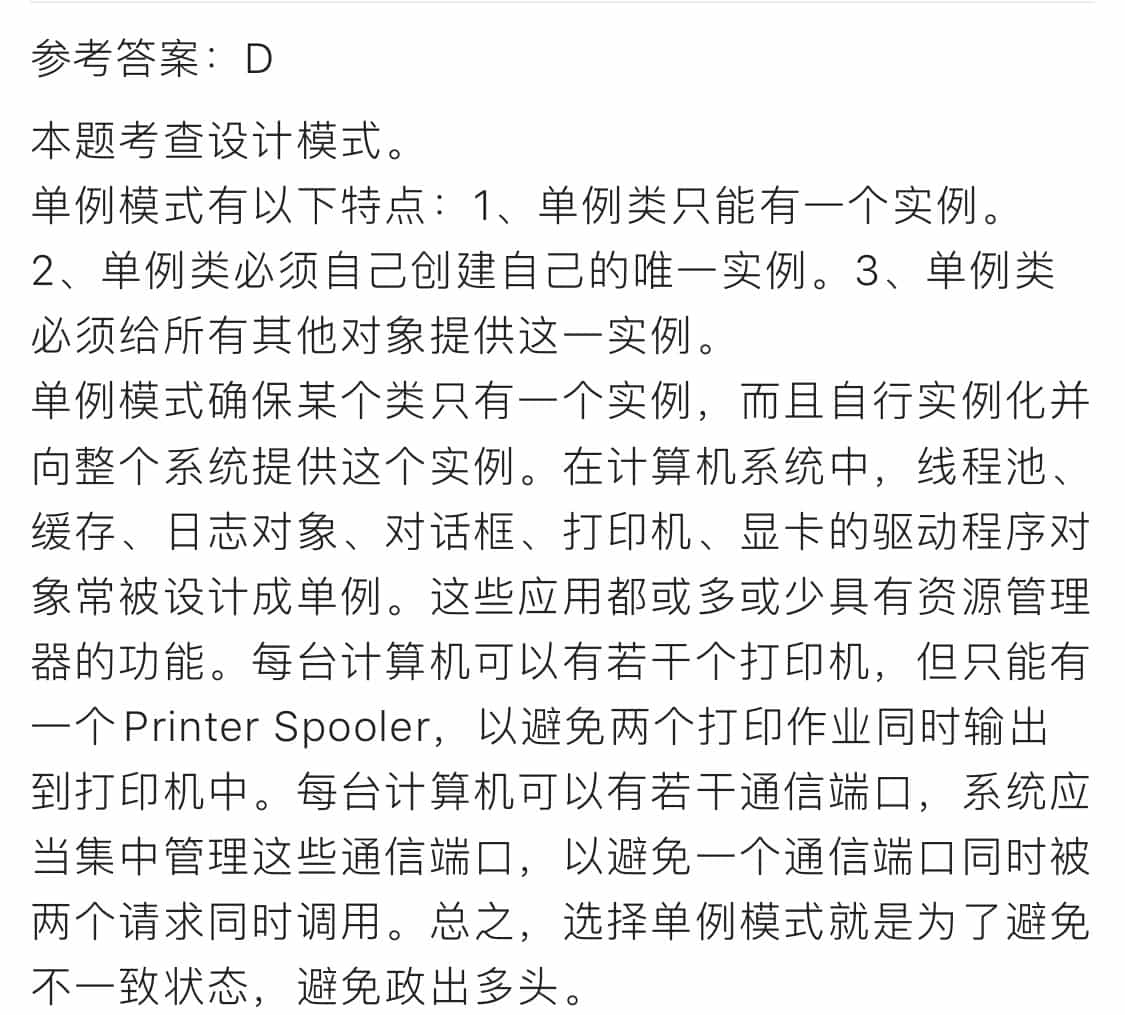 参考答案：D
本题考查设计模式。
单例模式有以下特点：1、单例类只能有一个实例。
2、单例类必须自己创建自己的唯一实例。3、单例类
必须给所有其他对象提供这一实例。
单例模式确保某个类只有一个实例，而且自行实例化并
向整个系统提供这个实例。在计算机系统中，线程池、
缓存、日志对象、对话框、打印机、显卡的驱动程序对
象常被设计成单例。这些应用都或多或少具有资源管理
器的功能。每台计算机可以有若干个打印机，但只能有
一个Printer Spooler，以避免两个打印作业同时输出
到打印机中。每台计算机可以有若干通信端口，系统应
当集中管理这些通信端口，以避免一个通信端口同时被
两个请求同时调用。总之，选择单例模式就是为了避免
不一致状态，避免政出多头。